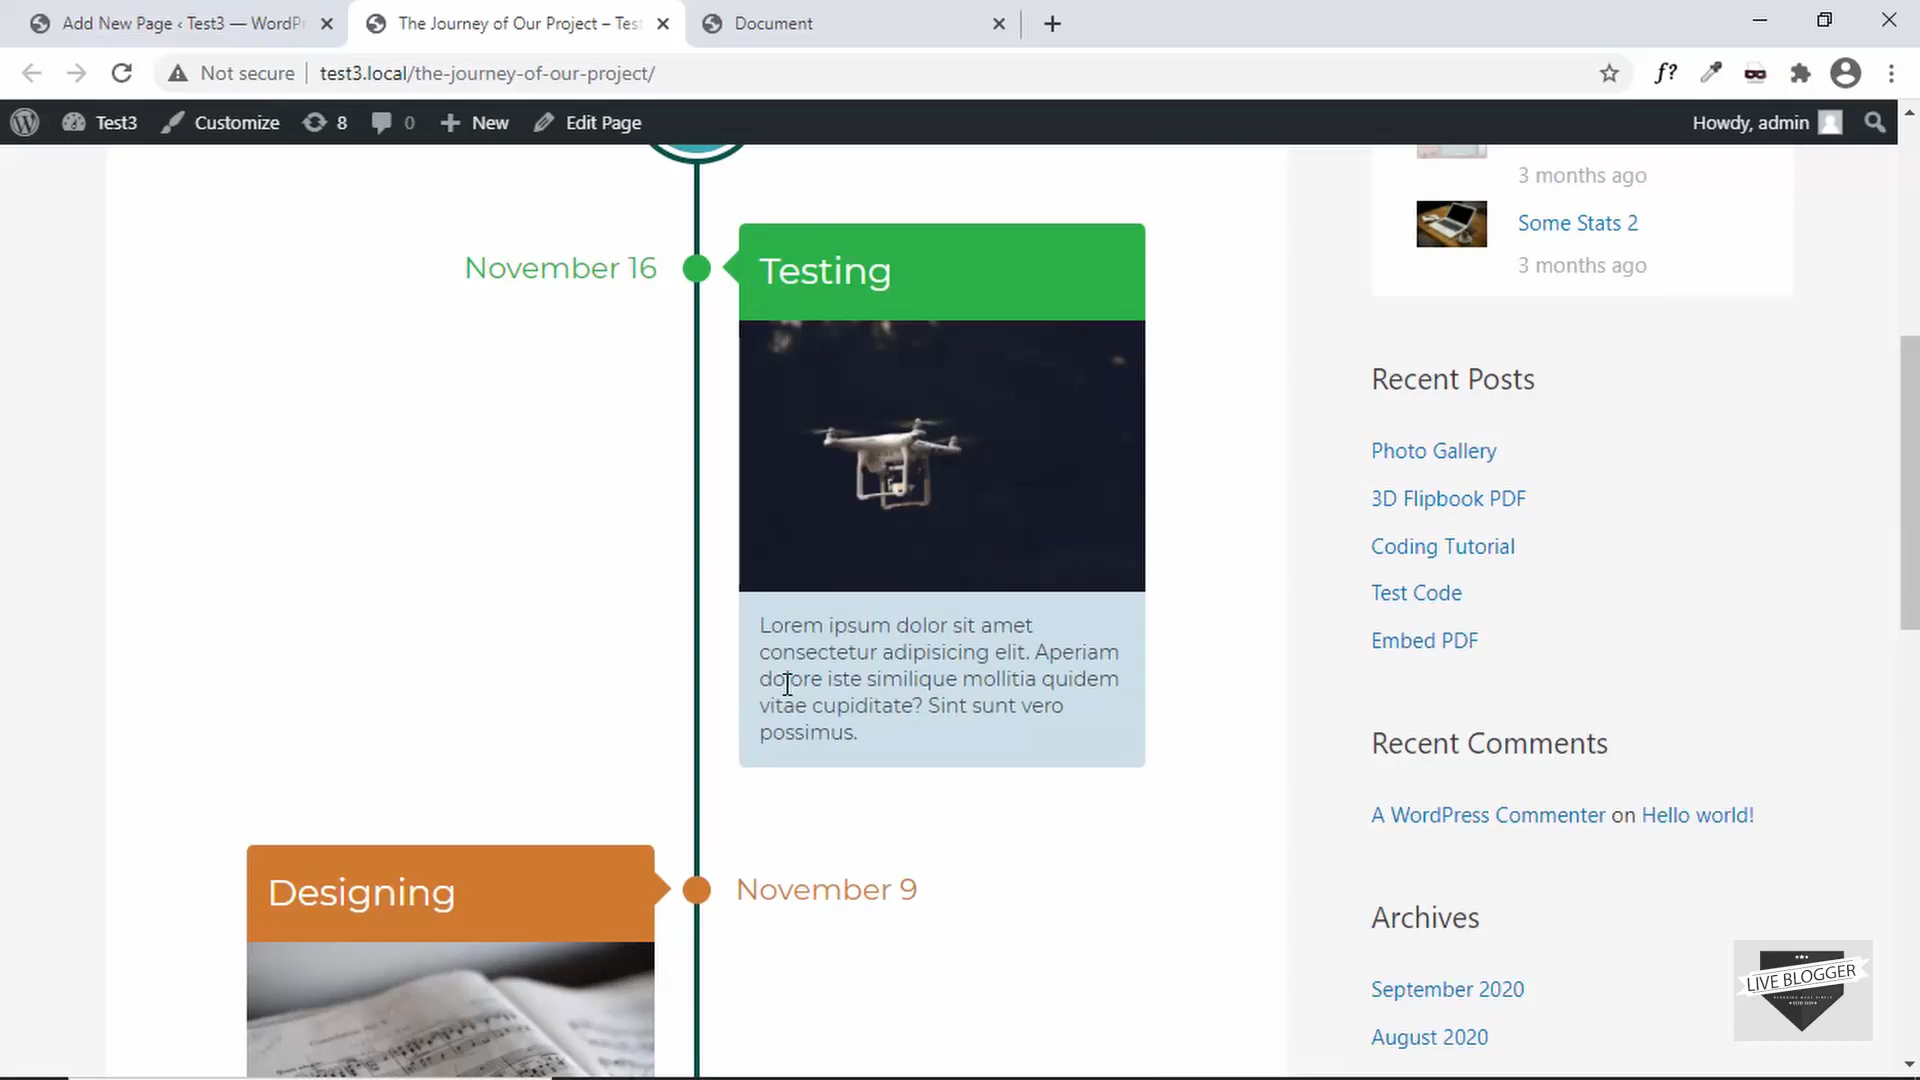 Add New Page ‹ Test3 — WordPr
The Journey of Our Project – Test
Document
Not secure
test3.local/the-journey-of-our-project/
f?
Test3
Customize
8
0
New
Edit Page
Howdy, admin
3 months ago
Some Stats 2
3 months ago
November 16
Testing
Lorem ipsum dolor sit amet
consectetur adipisicing elit. Aperiam
dolore iste similique mollitia quidem
vitae cupiditate? Sint sunt vero
possimus.
Designing
November 9
Recent Posts
Photo Gallery
3D Flipbook PDF
Coding Tutorial
Test Code
Embed PDF
Recent Comments
A WordPress Commenter on Hello world!
Archives
September 2020
August 2020
LIVE BLOGGER